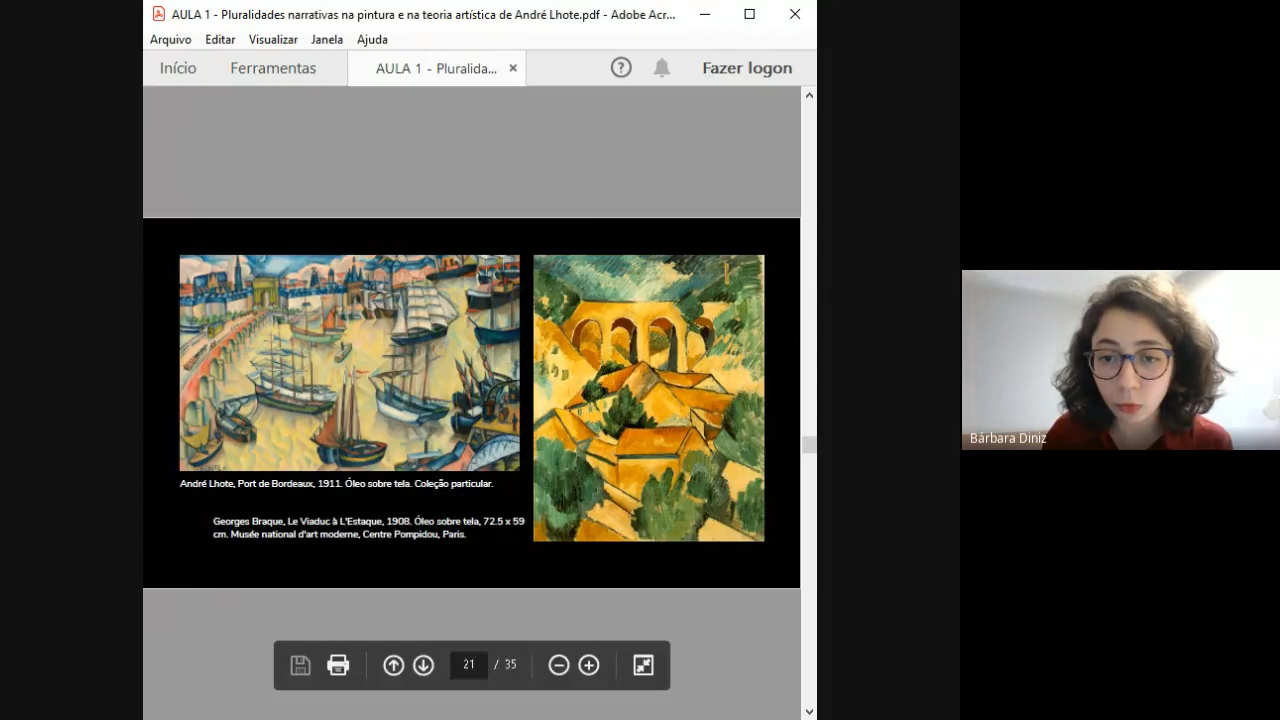 AULA 1 - Pluralidades narrativas na pintura e na teoria artística de André Lhote.pdf - Adobe Acr...
Arquivo Editar Visualizar Janela Ajuda
Início Ferramentas AULA 1 - Pluralida... × ? Fazer logon
André Lhote, Port de Bordeaux, 1911. Óleo sobre tela. Coleção particular.
Georges Braque, Le Viaduc à L'Estaque, 1908. Óleo sobre tela, 72.5 x 59
cm. Musée national d'art moderne, Centre Pompidou, Paris.
Bárbara Diniz
21 / 35